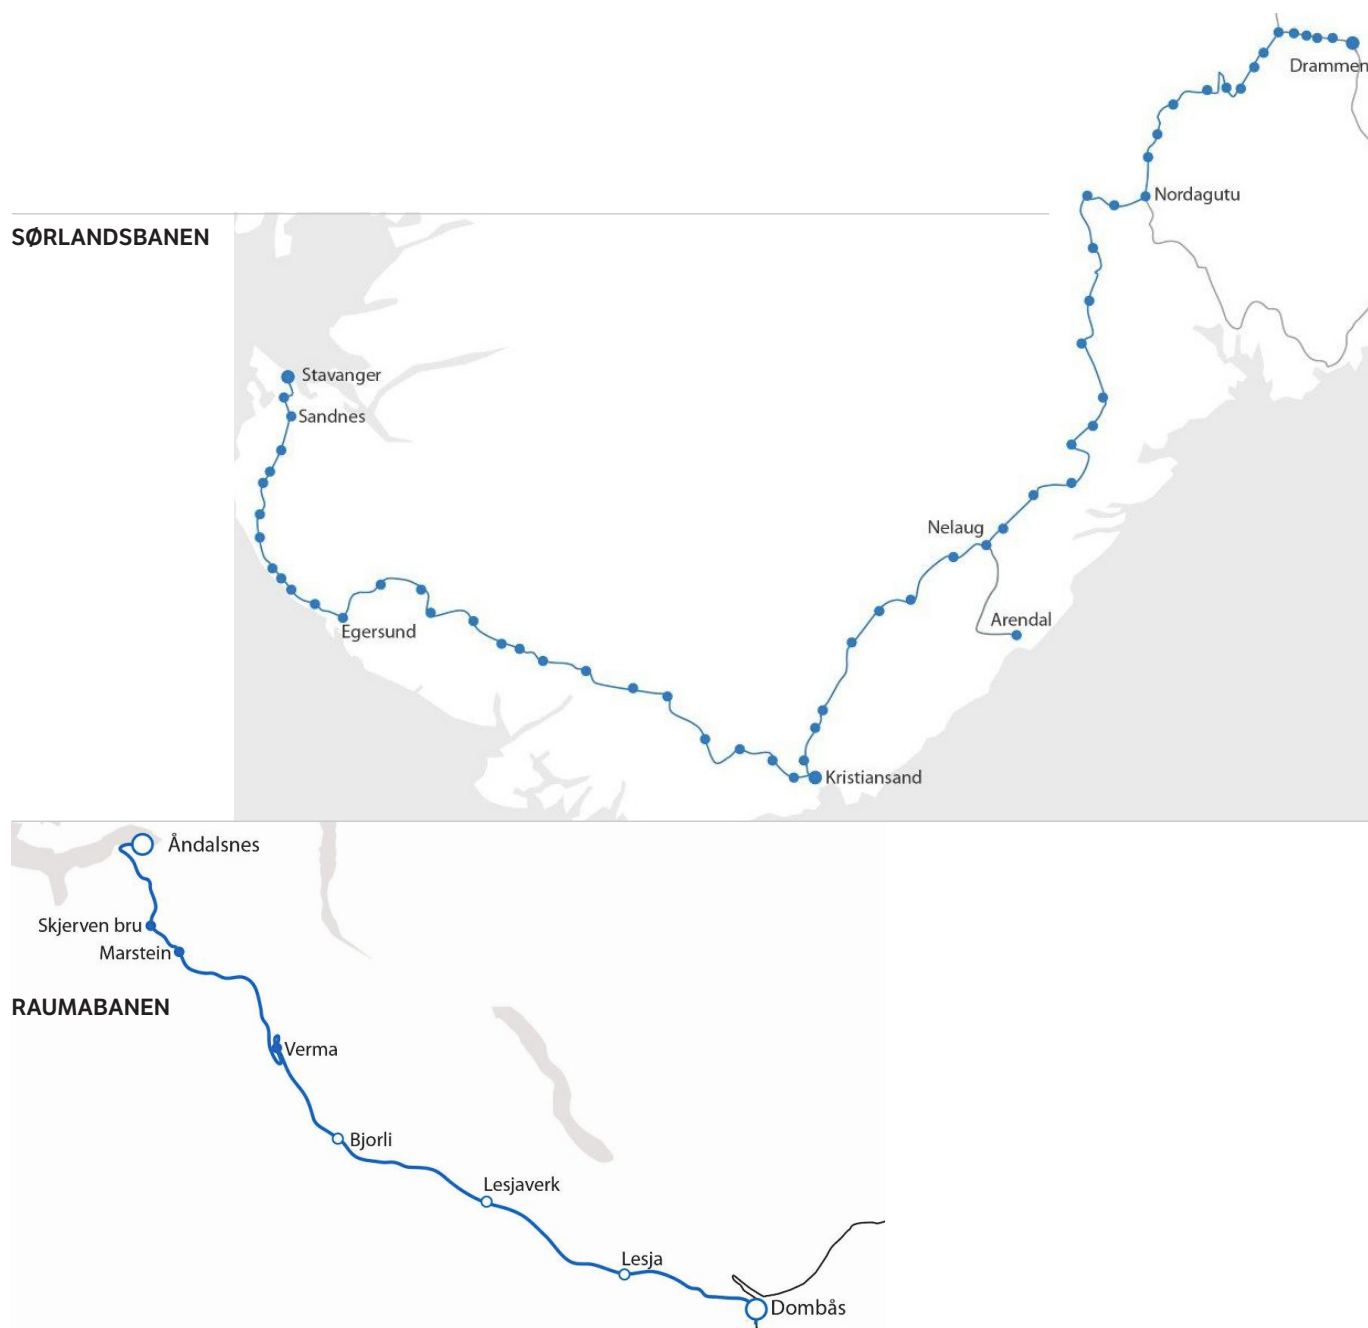 Drammen
Nordagutu
SØRLANDSBANEN
Stavanger
Sandnes
Nelaug
Arendal
Egersund
Kristiansand
Åndalsnes
Skjerven bru
Marstein
RAUMABANEN
Verma
Bjorli
Lesjaverk
Lesja
Dombås